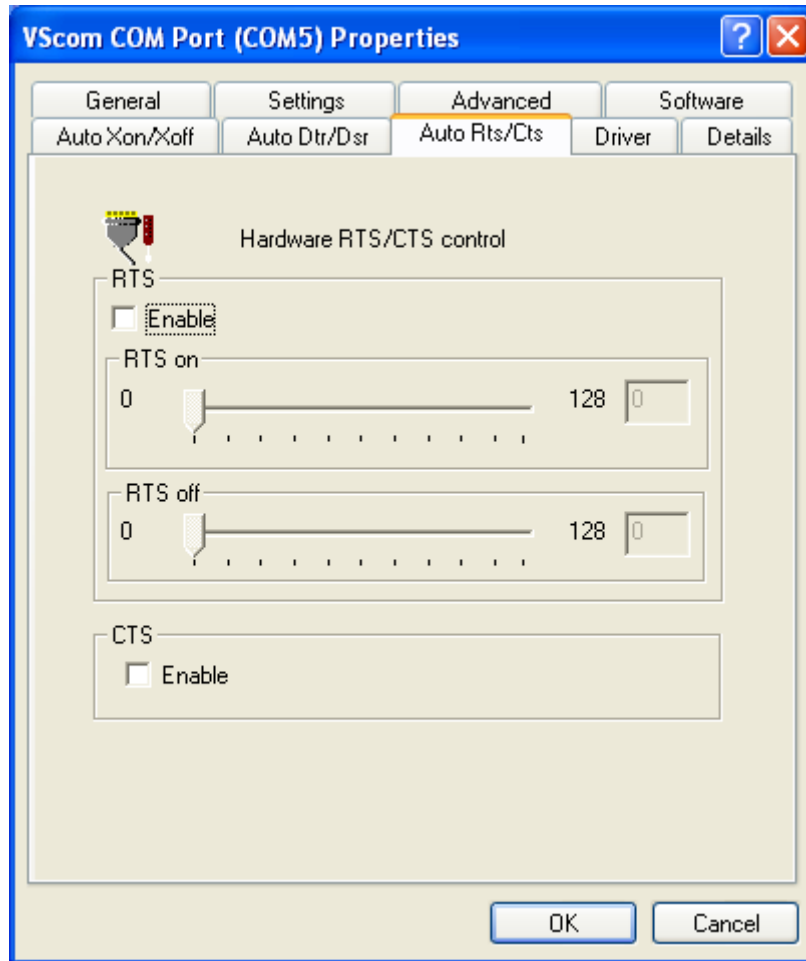 VScom COM Port (COM5) Properties
General Settings Advanced Software
Auto Xon/Xoff Auto Dtr/Dsr Auto Rts/Cts Driver Details
Hardware RTS/CTS control
RTS
Enable
RTS on
0 128 0
RTS off
0 128 0
CTS
Enable
OK Cancel